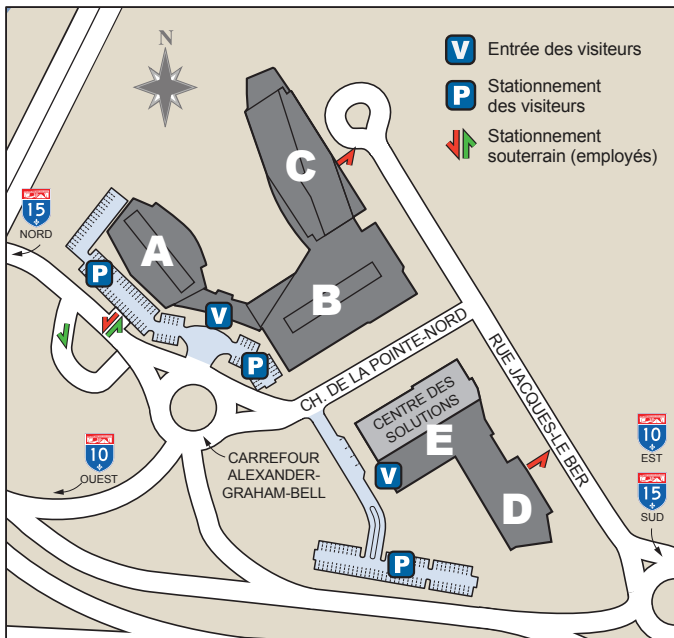 N
V Entrée des visiteurs
P Stationnement
des visiteurs
Stationnement
souterrain (employés)
15
NORD
C
A
P
B
V
P
CH. DE LA POINTE-NORD
RUE JACQUES-LE BER
CENTRE DES
SOLUTIONS
E
V
D
10
OUEST
CARREFOUR
ALEXANDER-
GRAHAM-BELL
10
EST
15
SUD
P